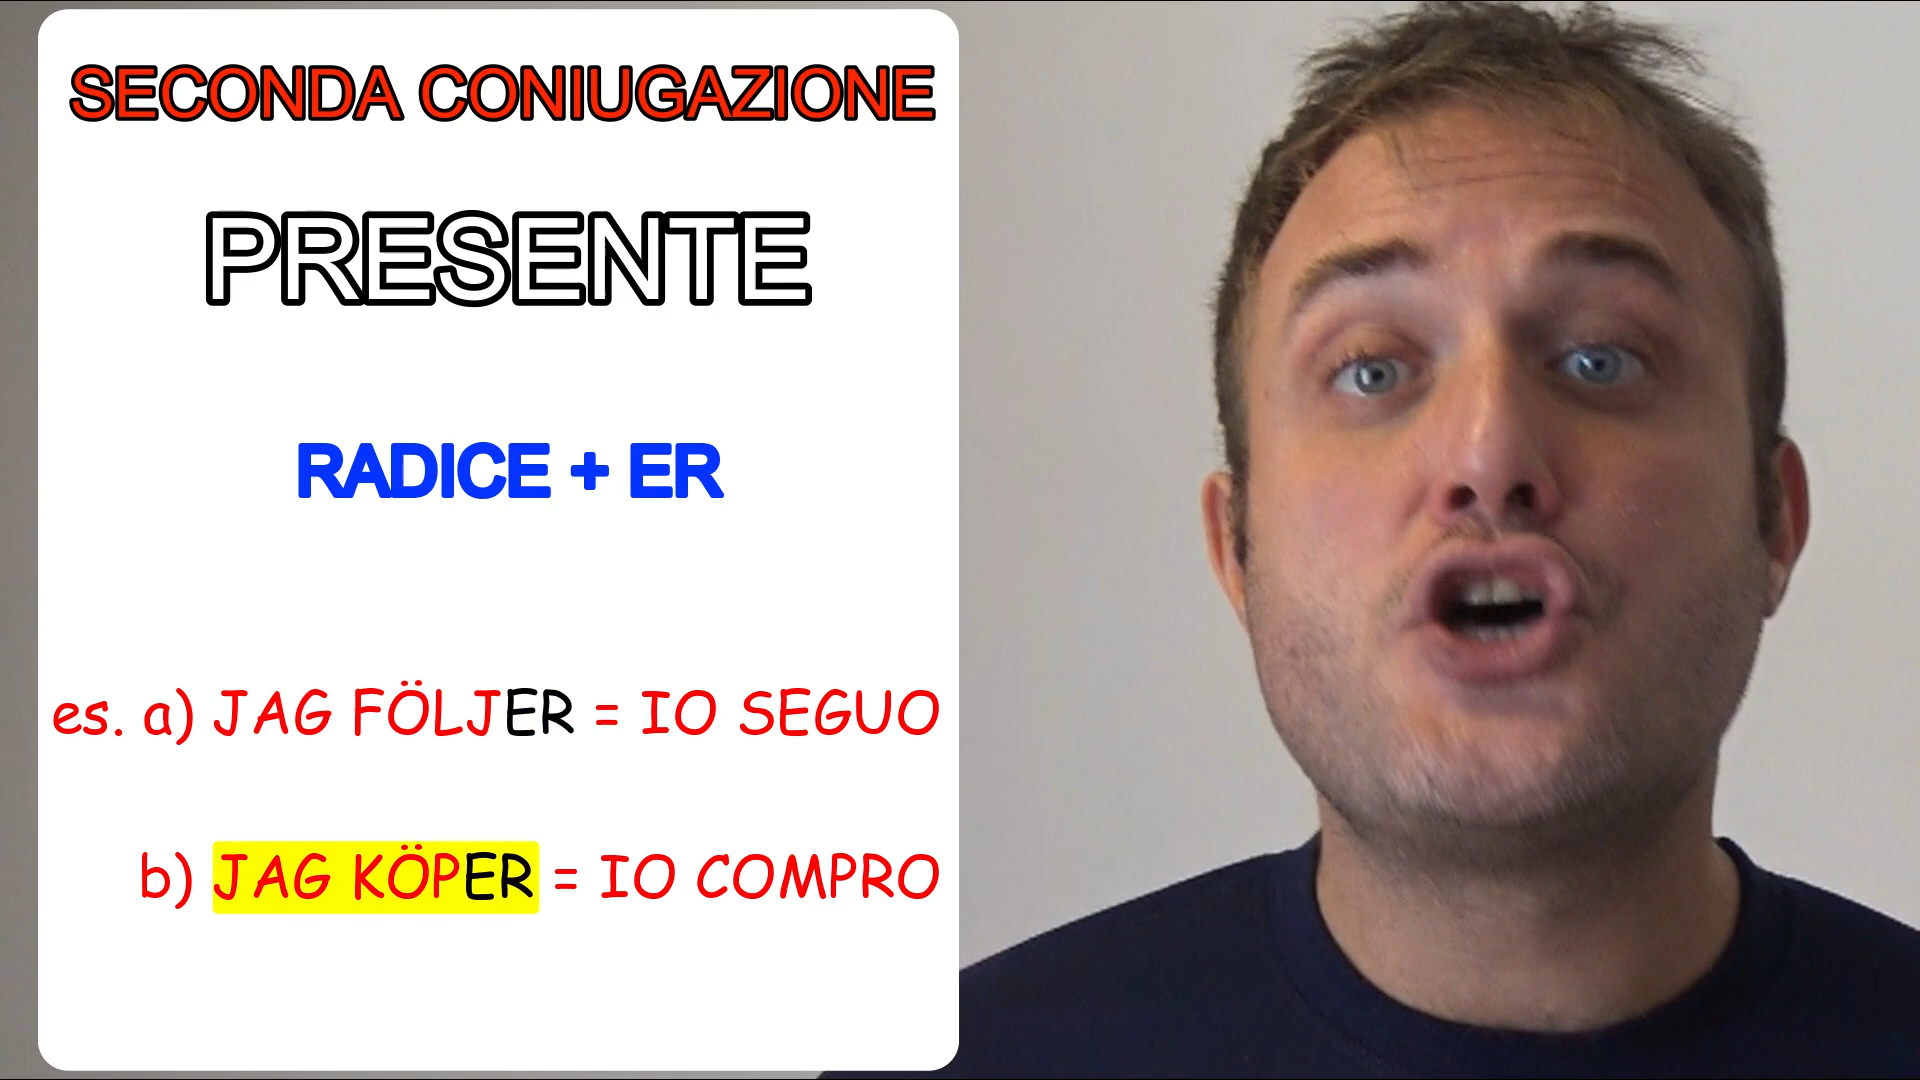 SECONDA CONIUGAZIONE
PRESENTE
RADICE + ER
es. a) JAG FÖLJER = IO SEGUO
b) JAG KÖPER = IO COMPRO